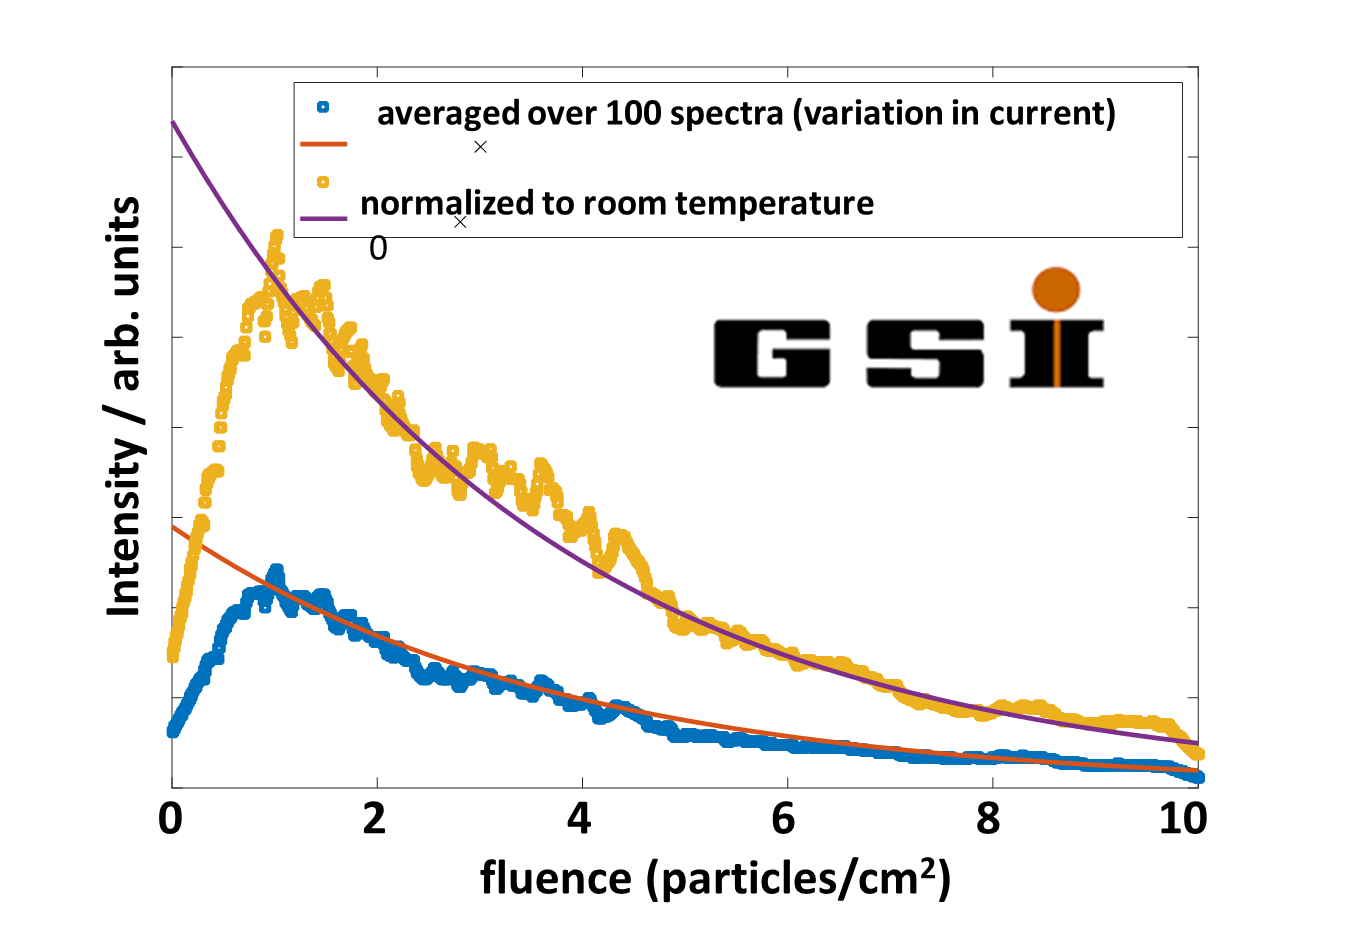 averaged over 100 spectra (variation in current)
×
normalized to room temperature
×
0
GSI
Intensity / arb. units
0 2 4 6 8 10
fluence (particles/cm²)